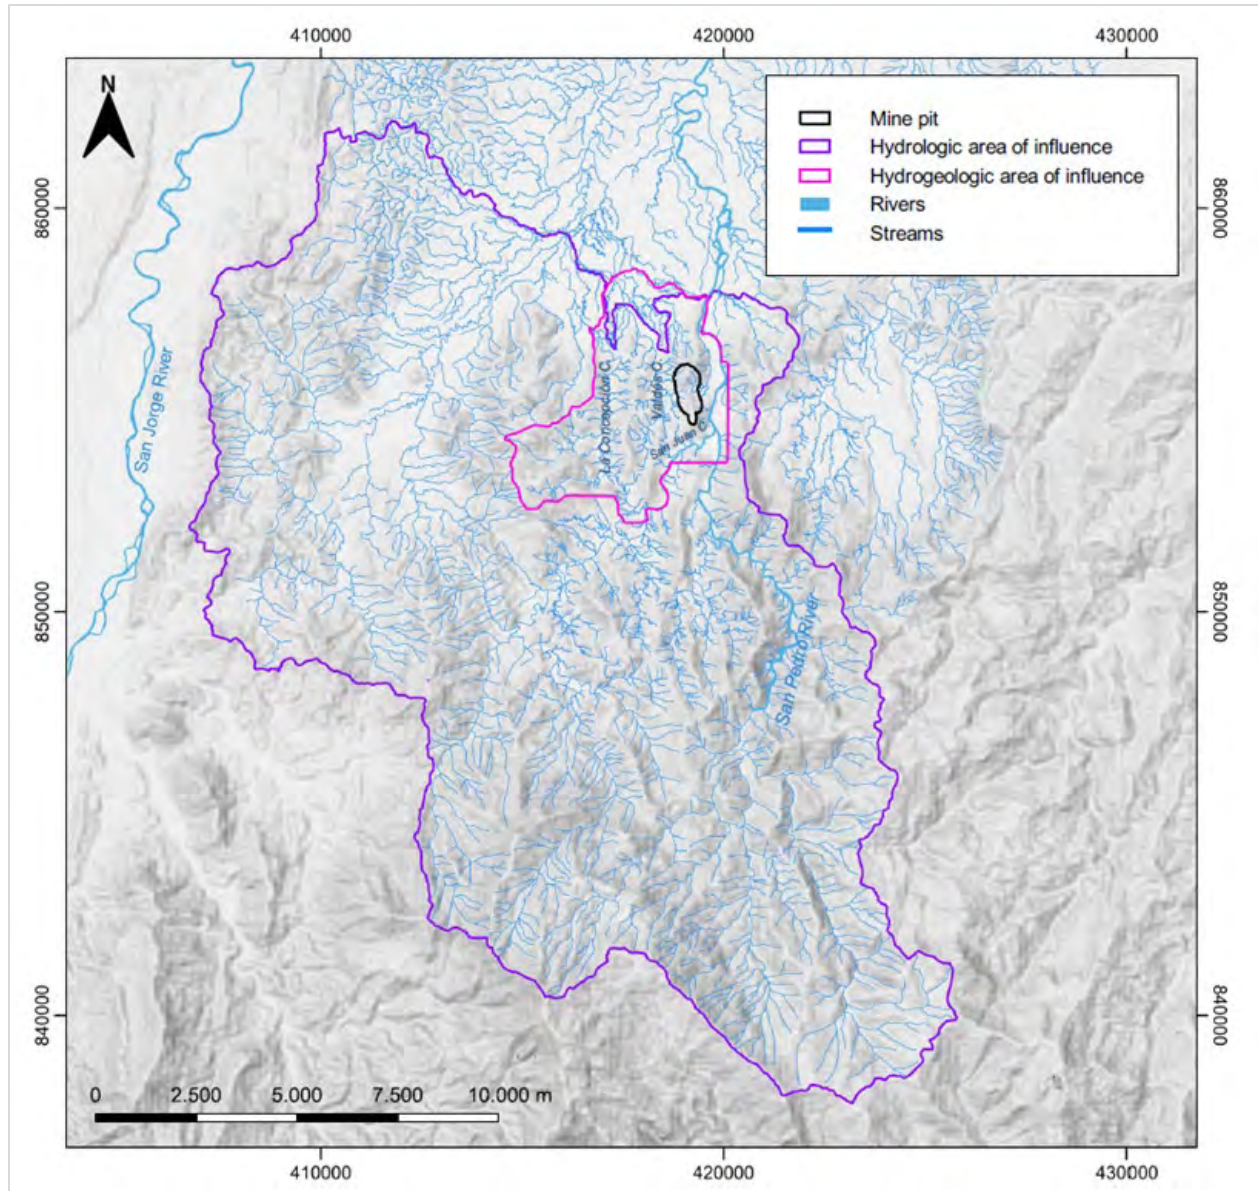 410000
420000
430000
N
Mine pit
Hydrologic area of influence
Hydrogeologic area of influence
Rivers
Streams
860000
860000
San Jorge River
La Concepción C.
Valdez C.
San Juan C.
850000
850000
San Pedro River
840000
840000
0
2.500
5.000
7.500
10.000 m
410000
420000
430000